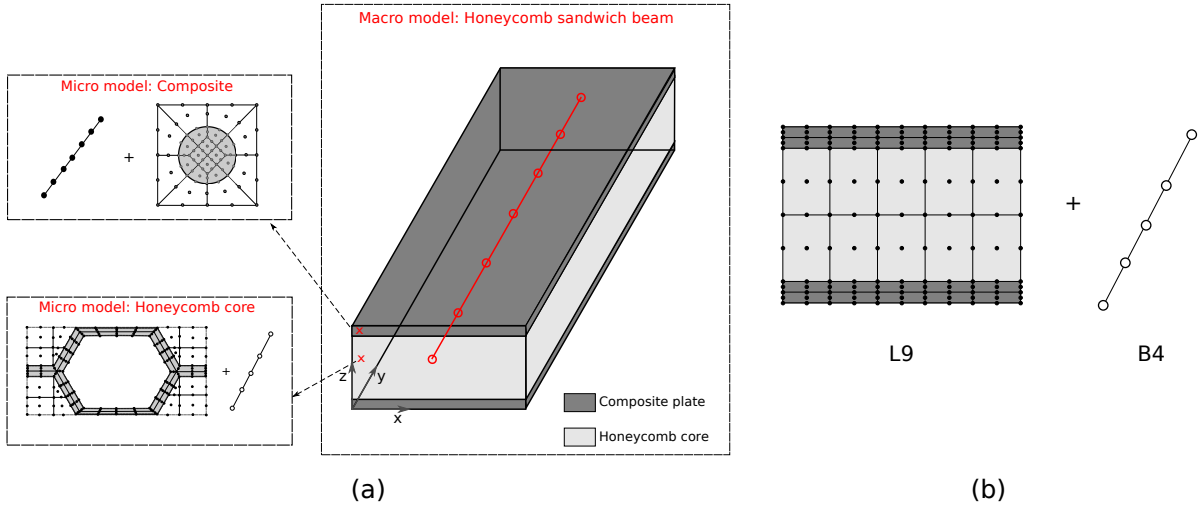 Macro model: Honeycomb sandwich beam
Micro model: Composite
+
x
Micro model: Honeycomb core
+
x
z
y
x
Composite plate
Honeycomb core
(a)
+
L9
B4
(b)